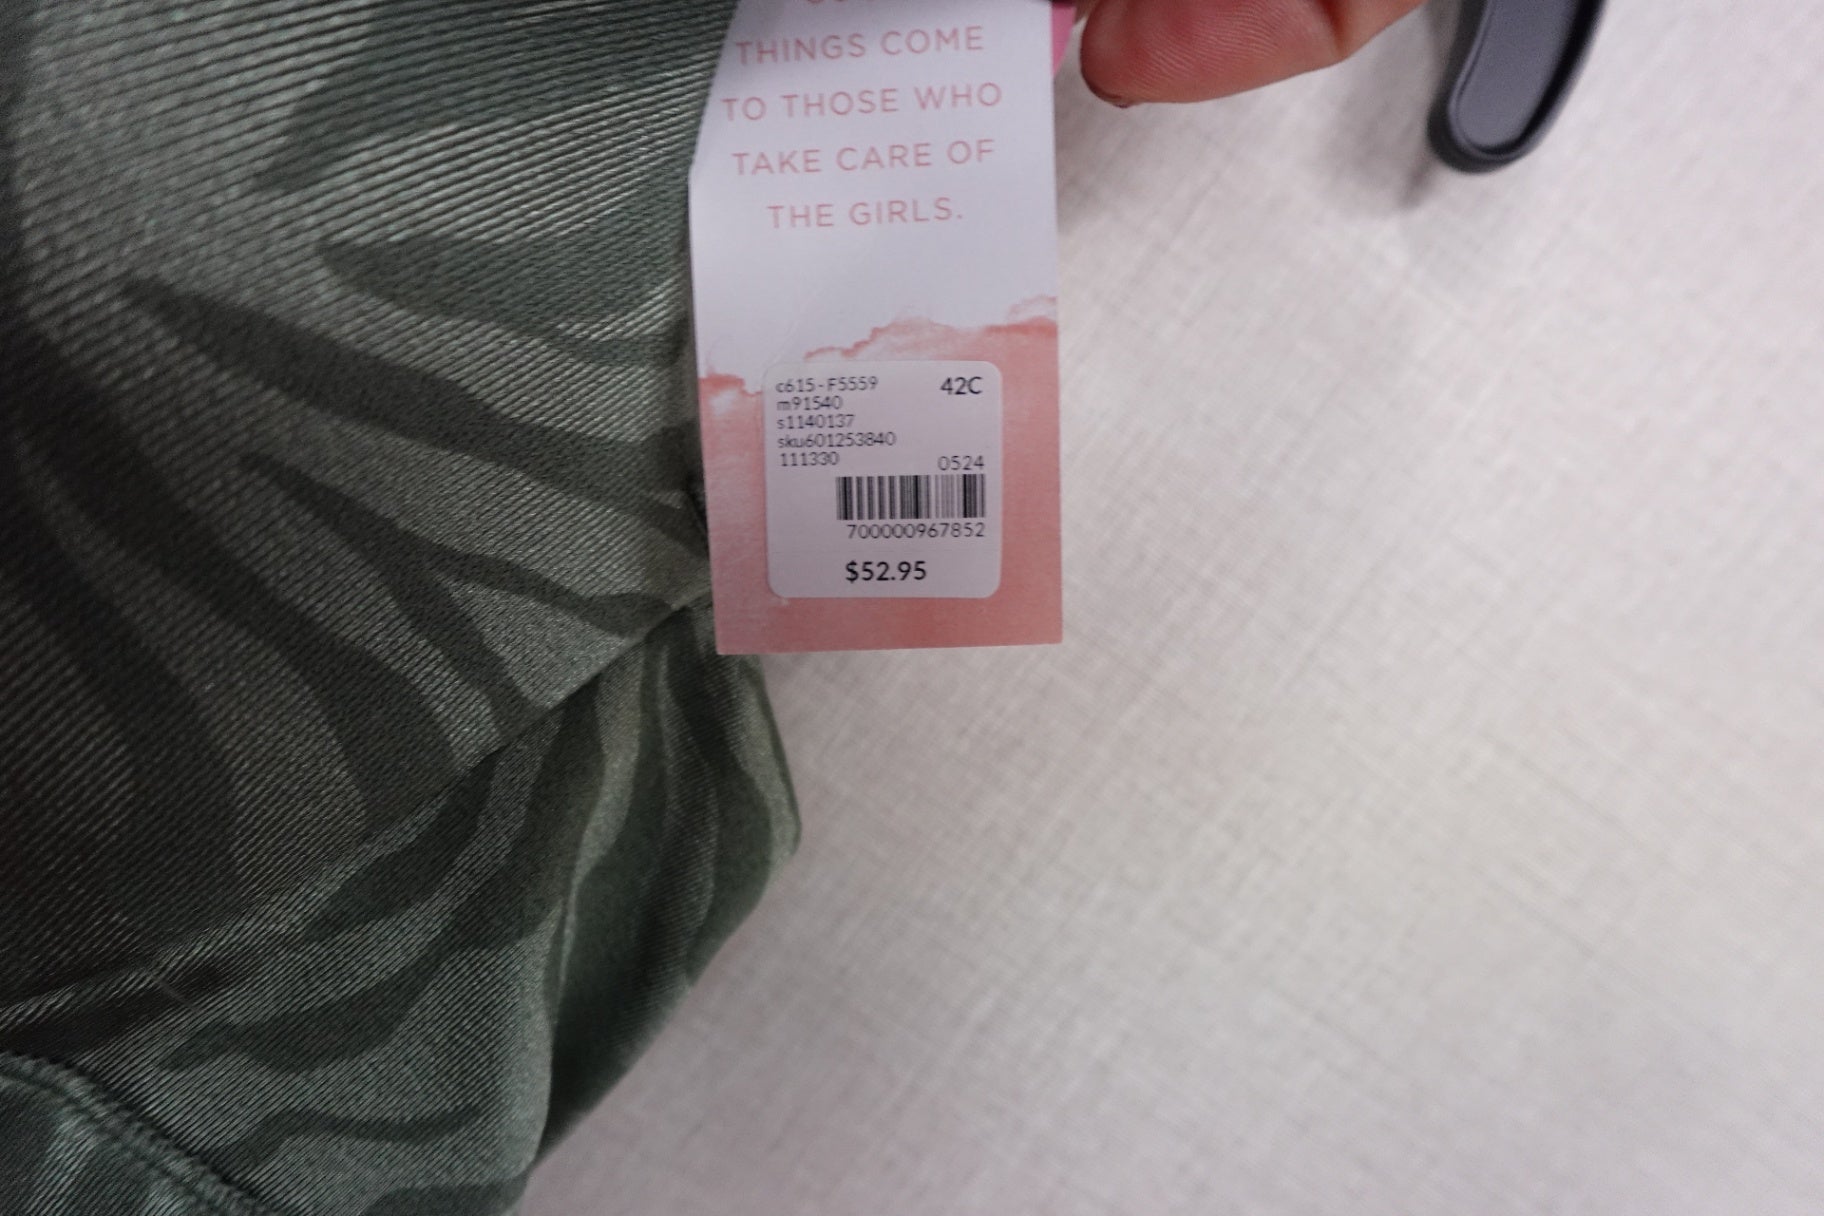 THINGS COME
TO THOSE WHO
TAKE CARE OF
THE GIRLS.
c615-F5559 42C
m91540
s1140137
sku601253840
111330 0524
700000967852
$52.95